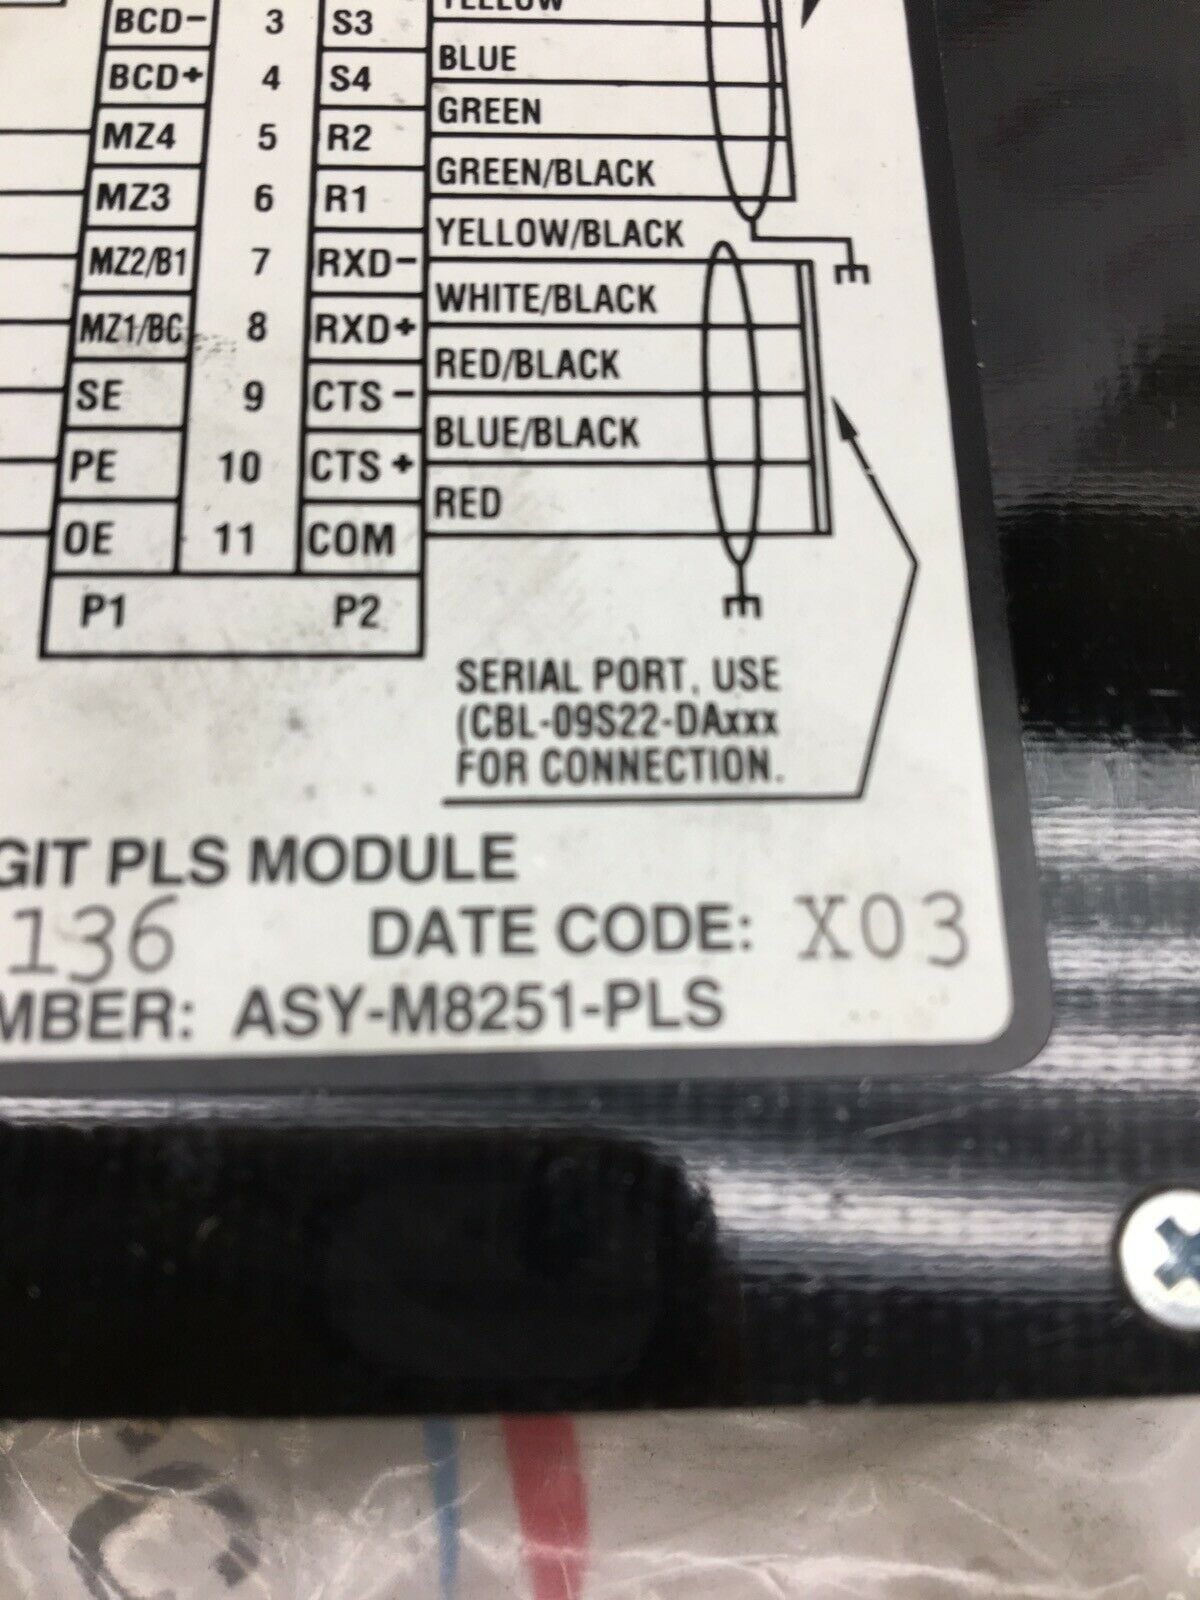 YELLOW
BCD- 3 S3
BLUE
BCD+ 4 S4
GREEN
MZ4 5 R2
GREEN/BLACK
MZ3 6 R1
YELLOW/BLACK
MZ2/B1 7 RXD-
WHITE/BLACK
MZ1/BC 8 RXD+
RED/BLACK
SE 9 CTS -
BLUE/BLACK
PE 10 CTS +
RED
OE 11 COM
P1 P2
SERIAL PORT, USE
(CBL-09S22-DAxxx
FOR CONNECTION.
GIT PLS MODULE
136 DATE CODE: X03
MBER: ASY-M8251-PLS